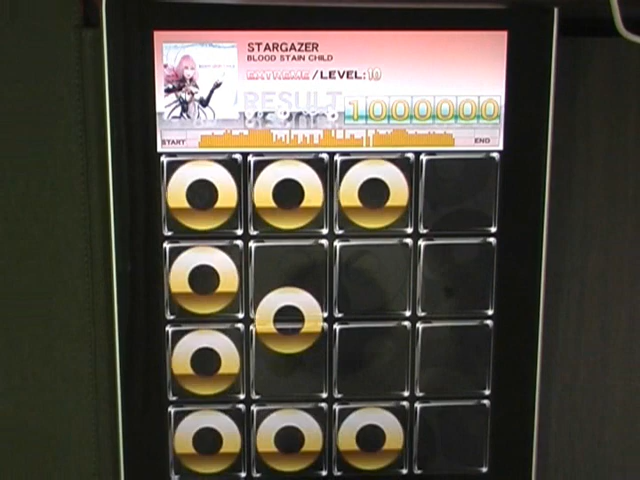 STARGAZER
BLOOD STAIN CHILD
EXTREME/LEVEL:10
RESULT
1000000
START
END